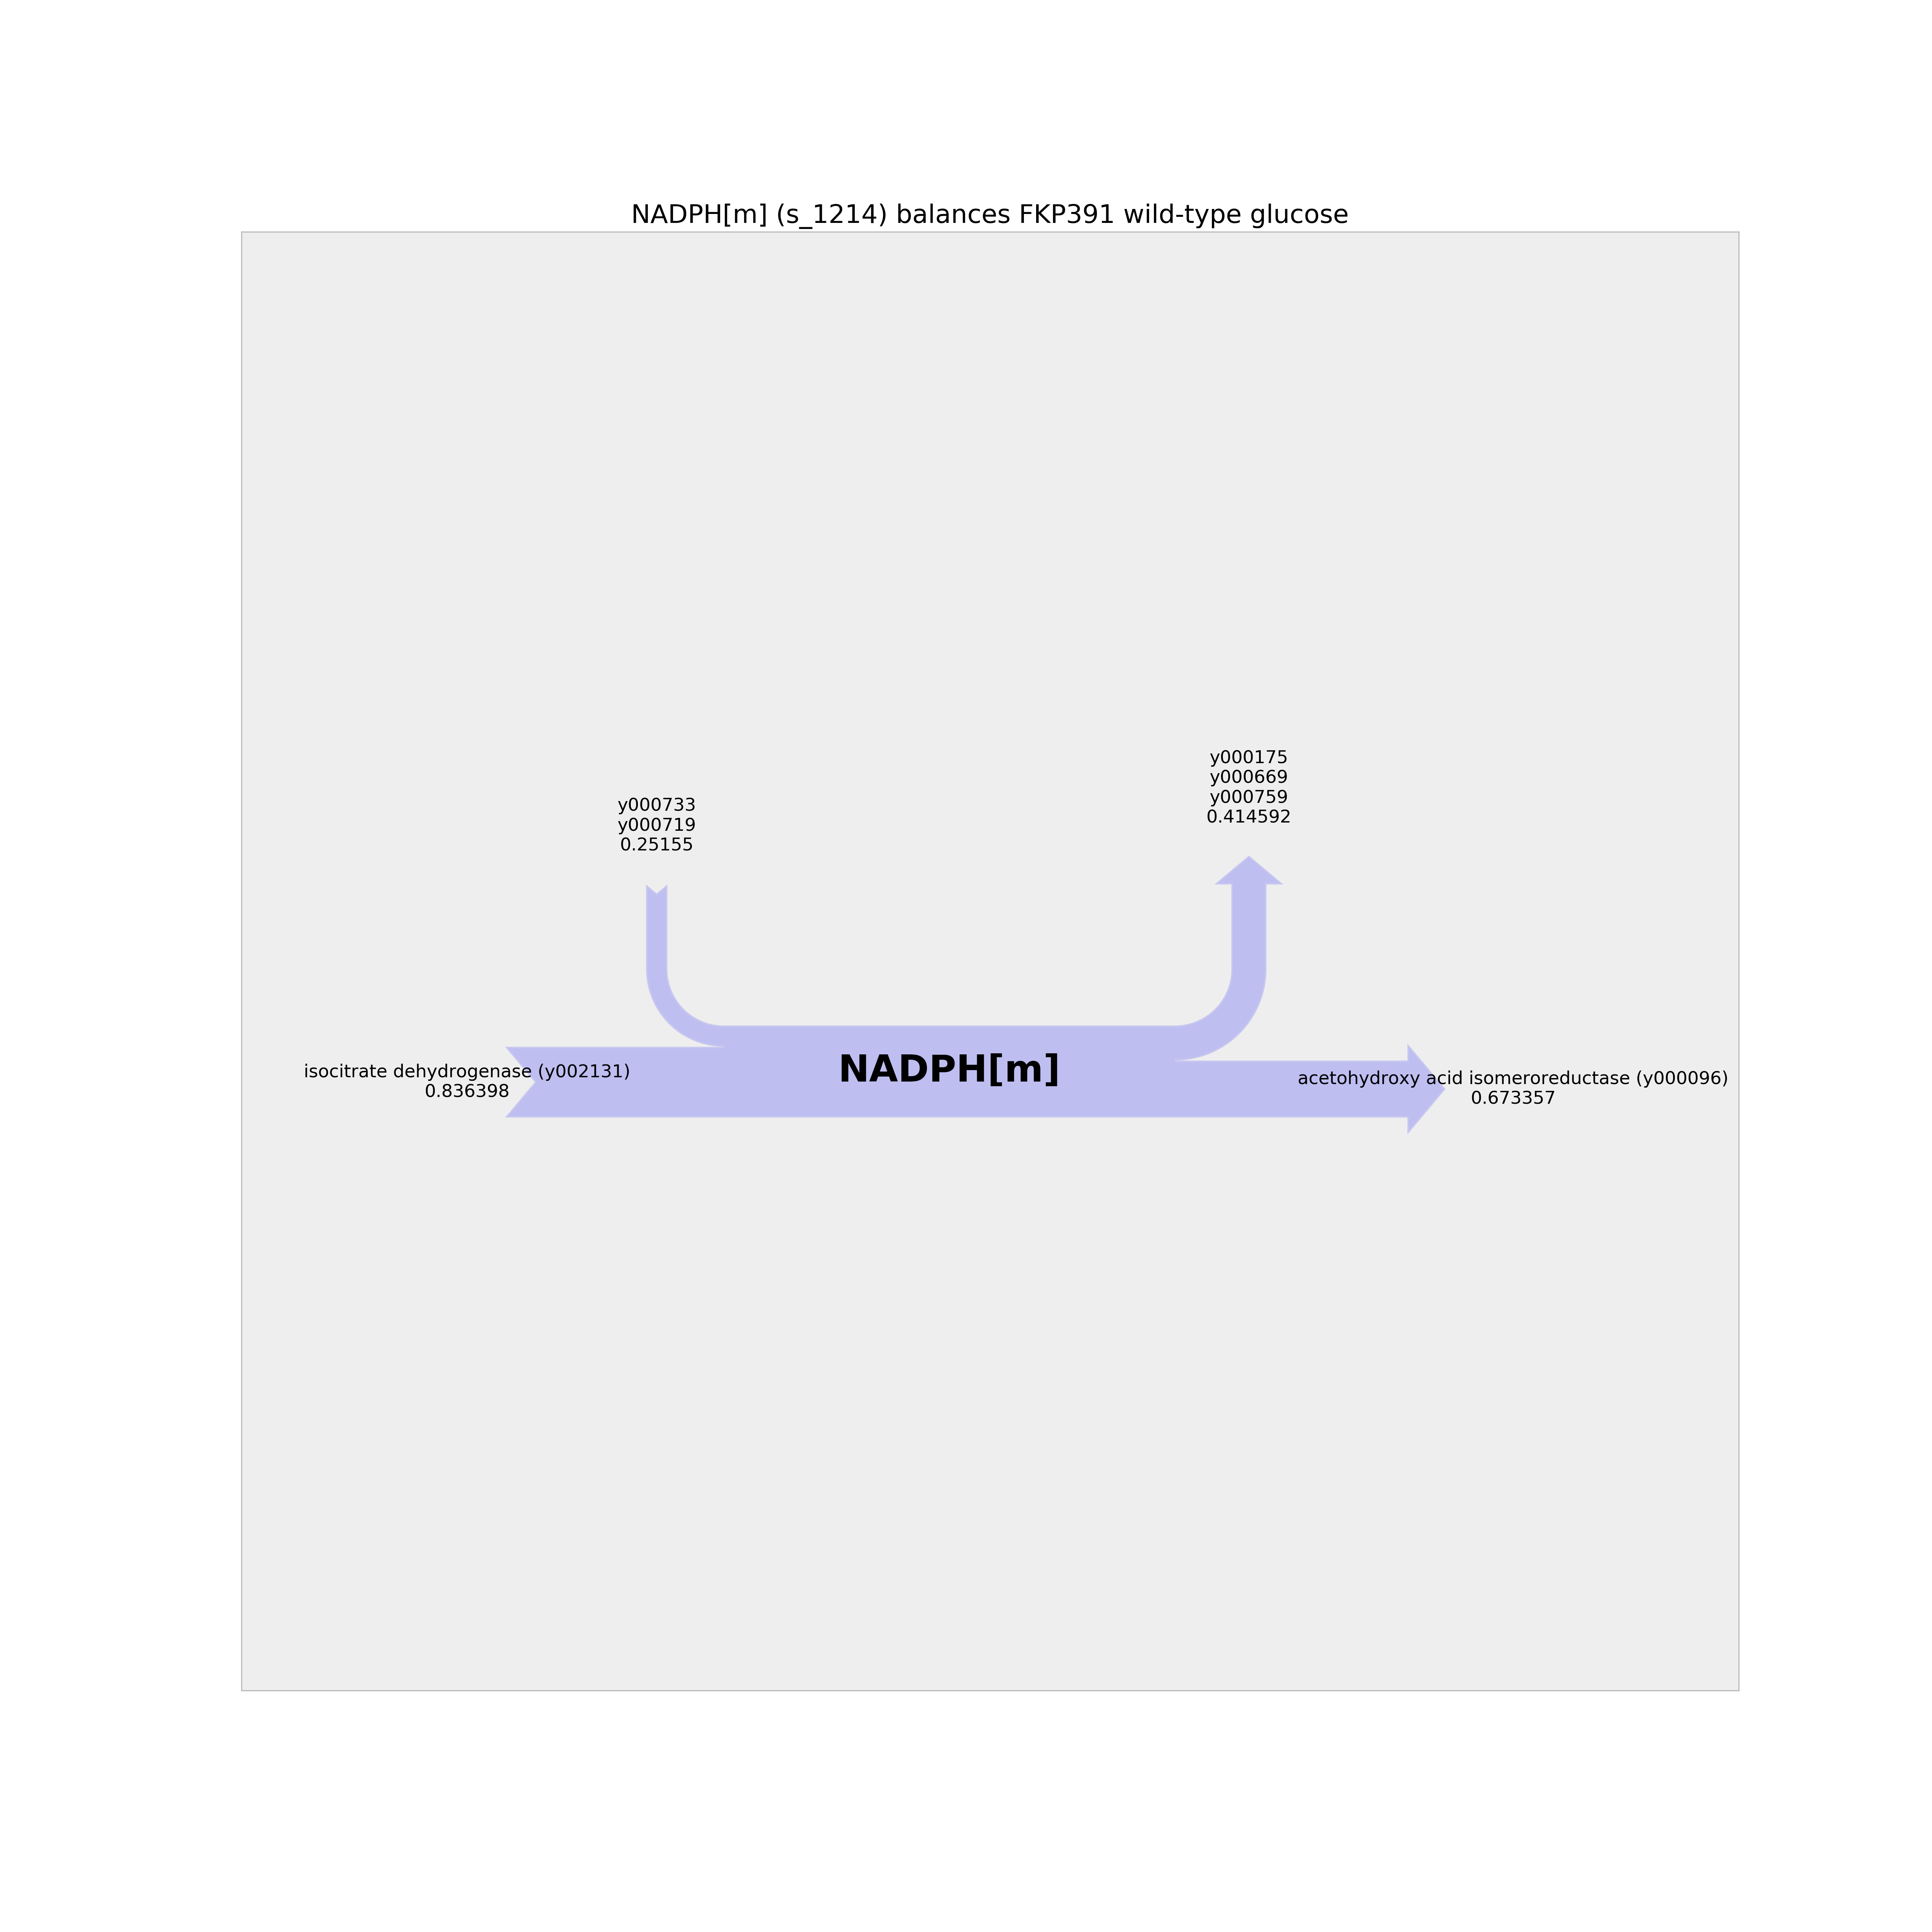 NADPH[m] (s_1214) balances FKP391 wild-type glucose
y000175
y000669
y000759
0.414592
y000733
y000719
0.25155
NADPH[m]
isocitrate dehydrogenase (y002131)
0.836398
acetohydroxy acid isomeroreductase (y000096)
0.673357